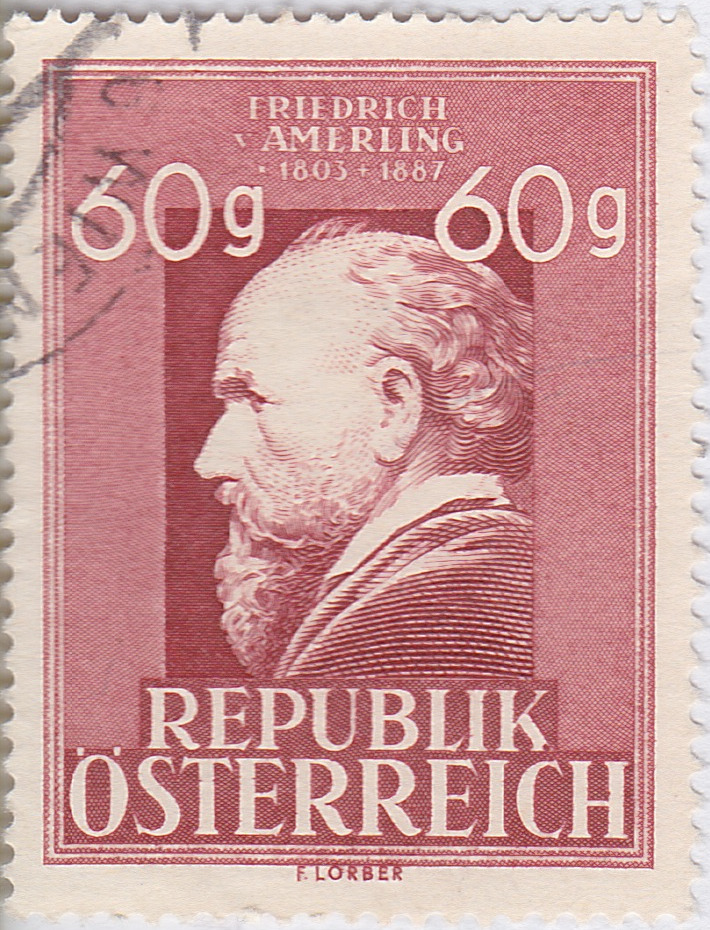 FRIEDRICH
v AMERLING
· 1803 + 1887
60g 60g
REPUBLIK
ÖSTERREICH
F. LORBER